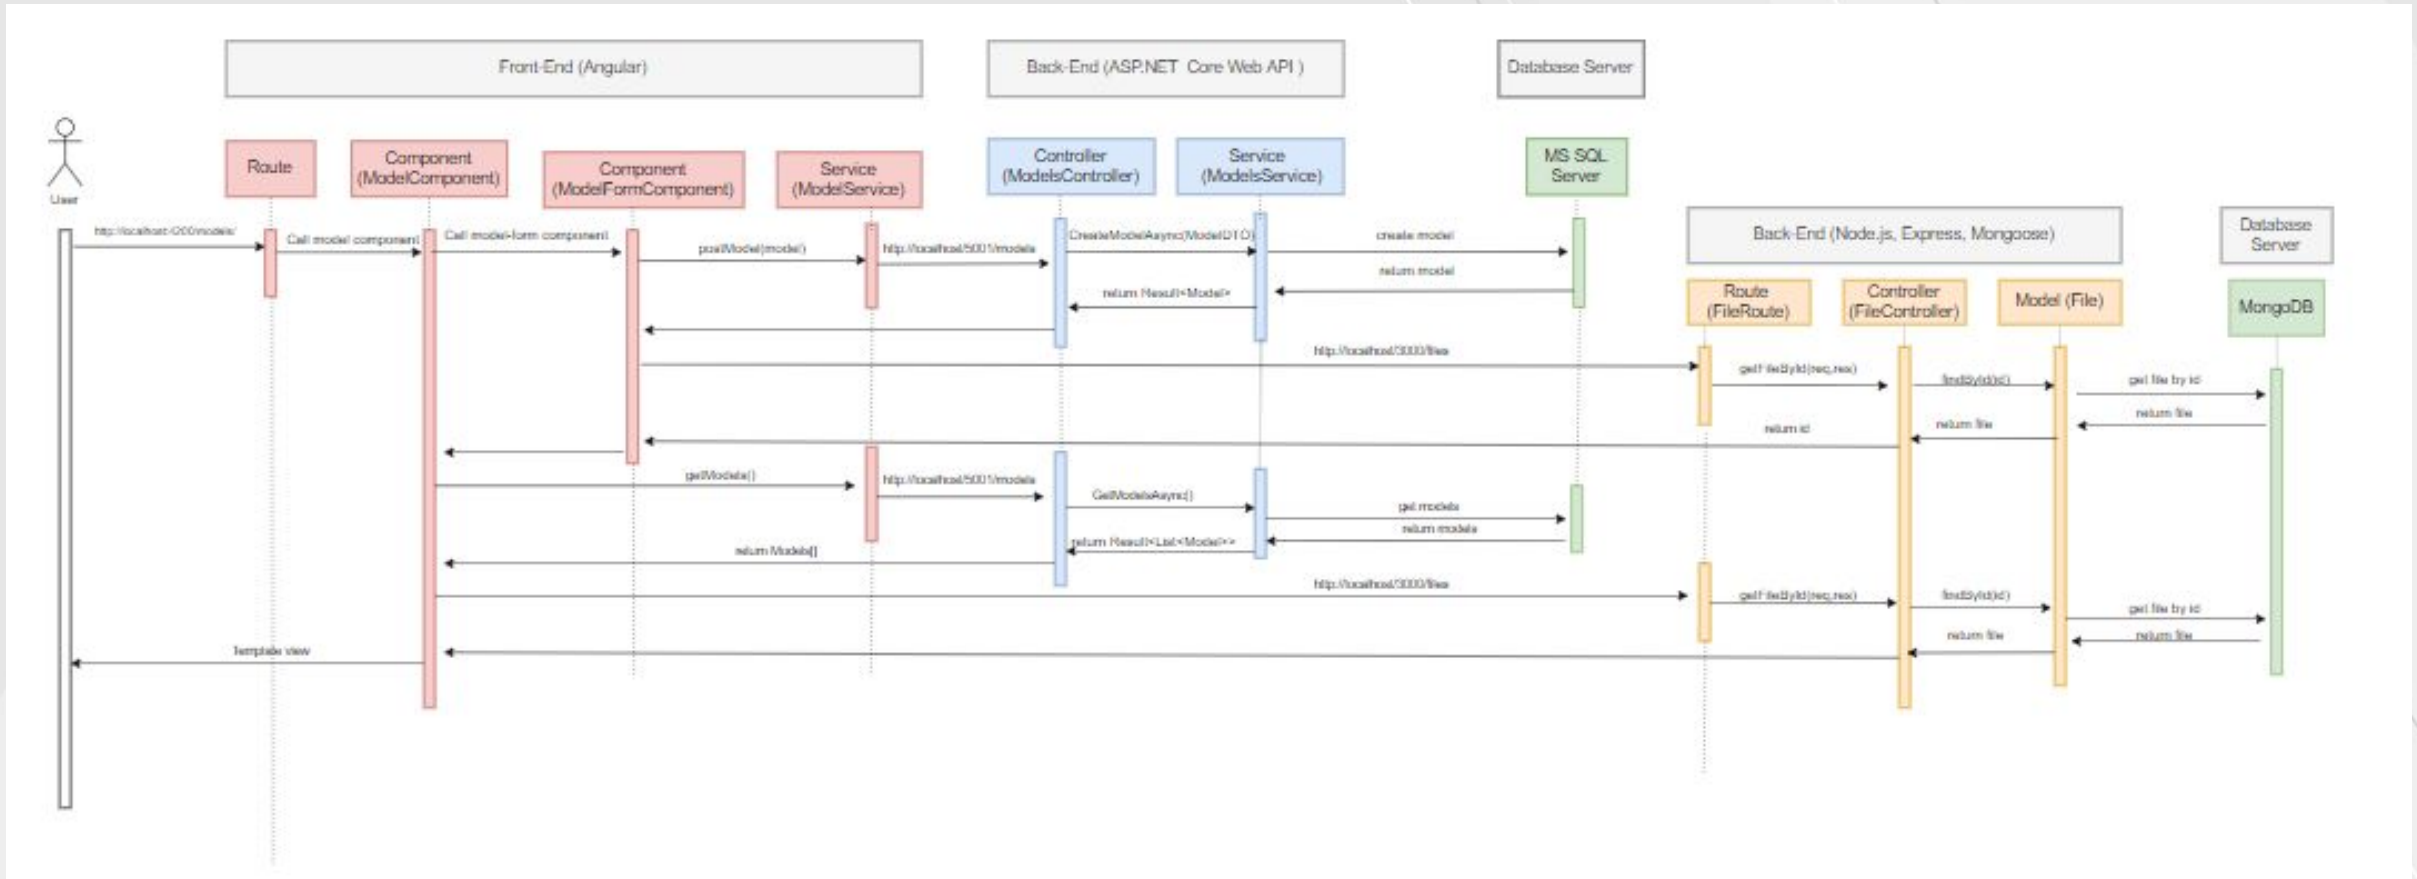 Front-End (Angular)
Back-End (ASP.NET Core Web API )
Database Server
User
Route
Component
(ModelComponent)
Component
(ModelFormComponent)
Service
(ModelService)
Controller
(ModelsController)
Service
(ModelsService)
MS SQL
Server
Back-End (Node.js, Express, Mongoose)
Database
Server
Route
(FileRoute)
Controller
(FileController)
Model (File)
MongoDB
http://localhost:4200/models/
Call model component
Call model-form component
postModel(model)
http://localhost/5001/models
CreateModelAsync(ModelDTO)
create model
return model
return Result<Model>
http://localhost/3000/files
getFileById(req,res)
findById(id)
get file by id
return file
return file
return id
getModels()
http://localhost/5001/models
GetModelsAsync()
get models
return models
return Result<List<Model>>
return Models[]
http://localhost/3000/files
getFileById(req,res)
findById(id)
get file by id
return file
return file
Template view